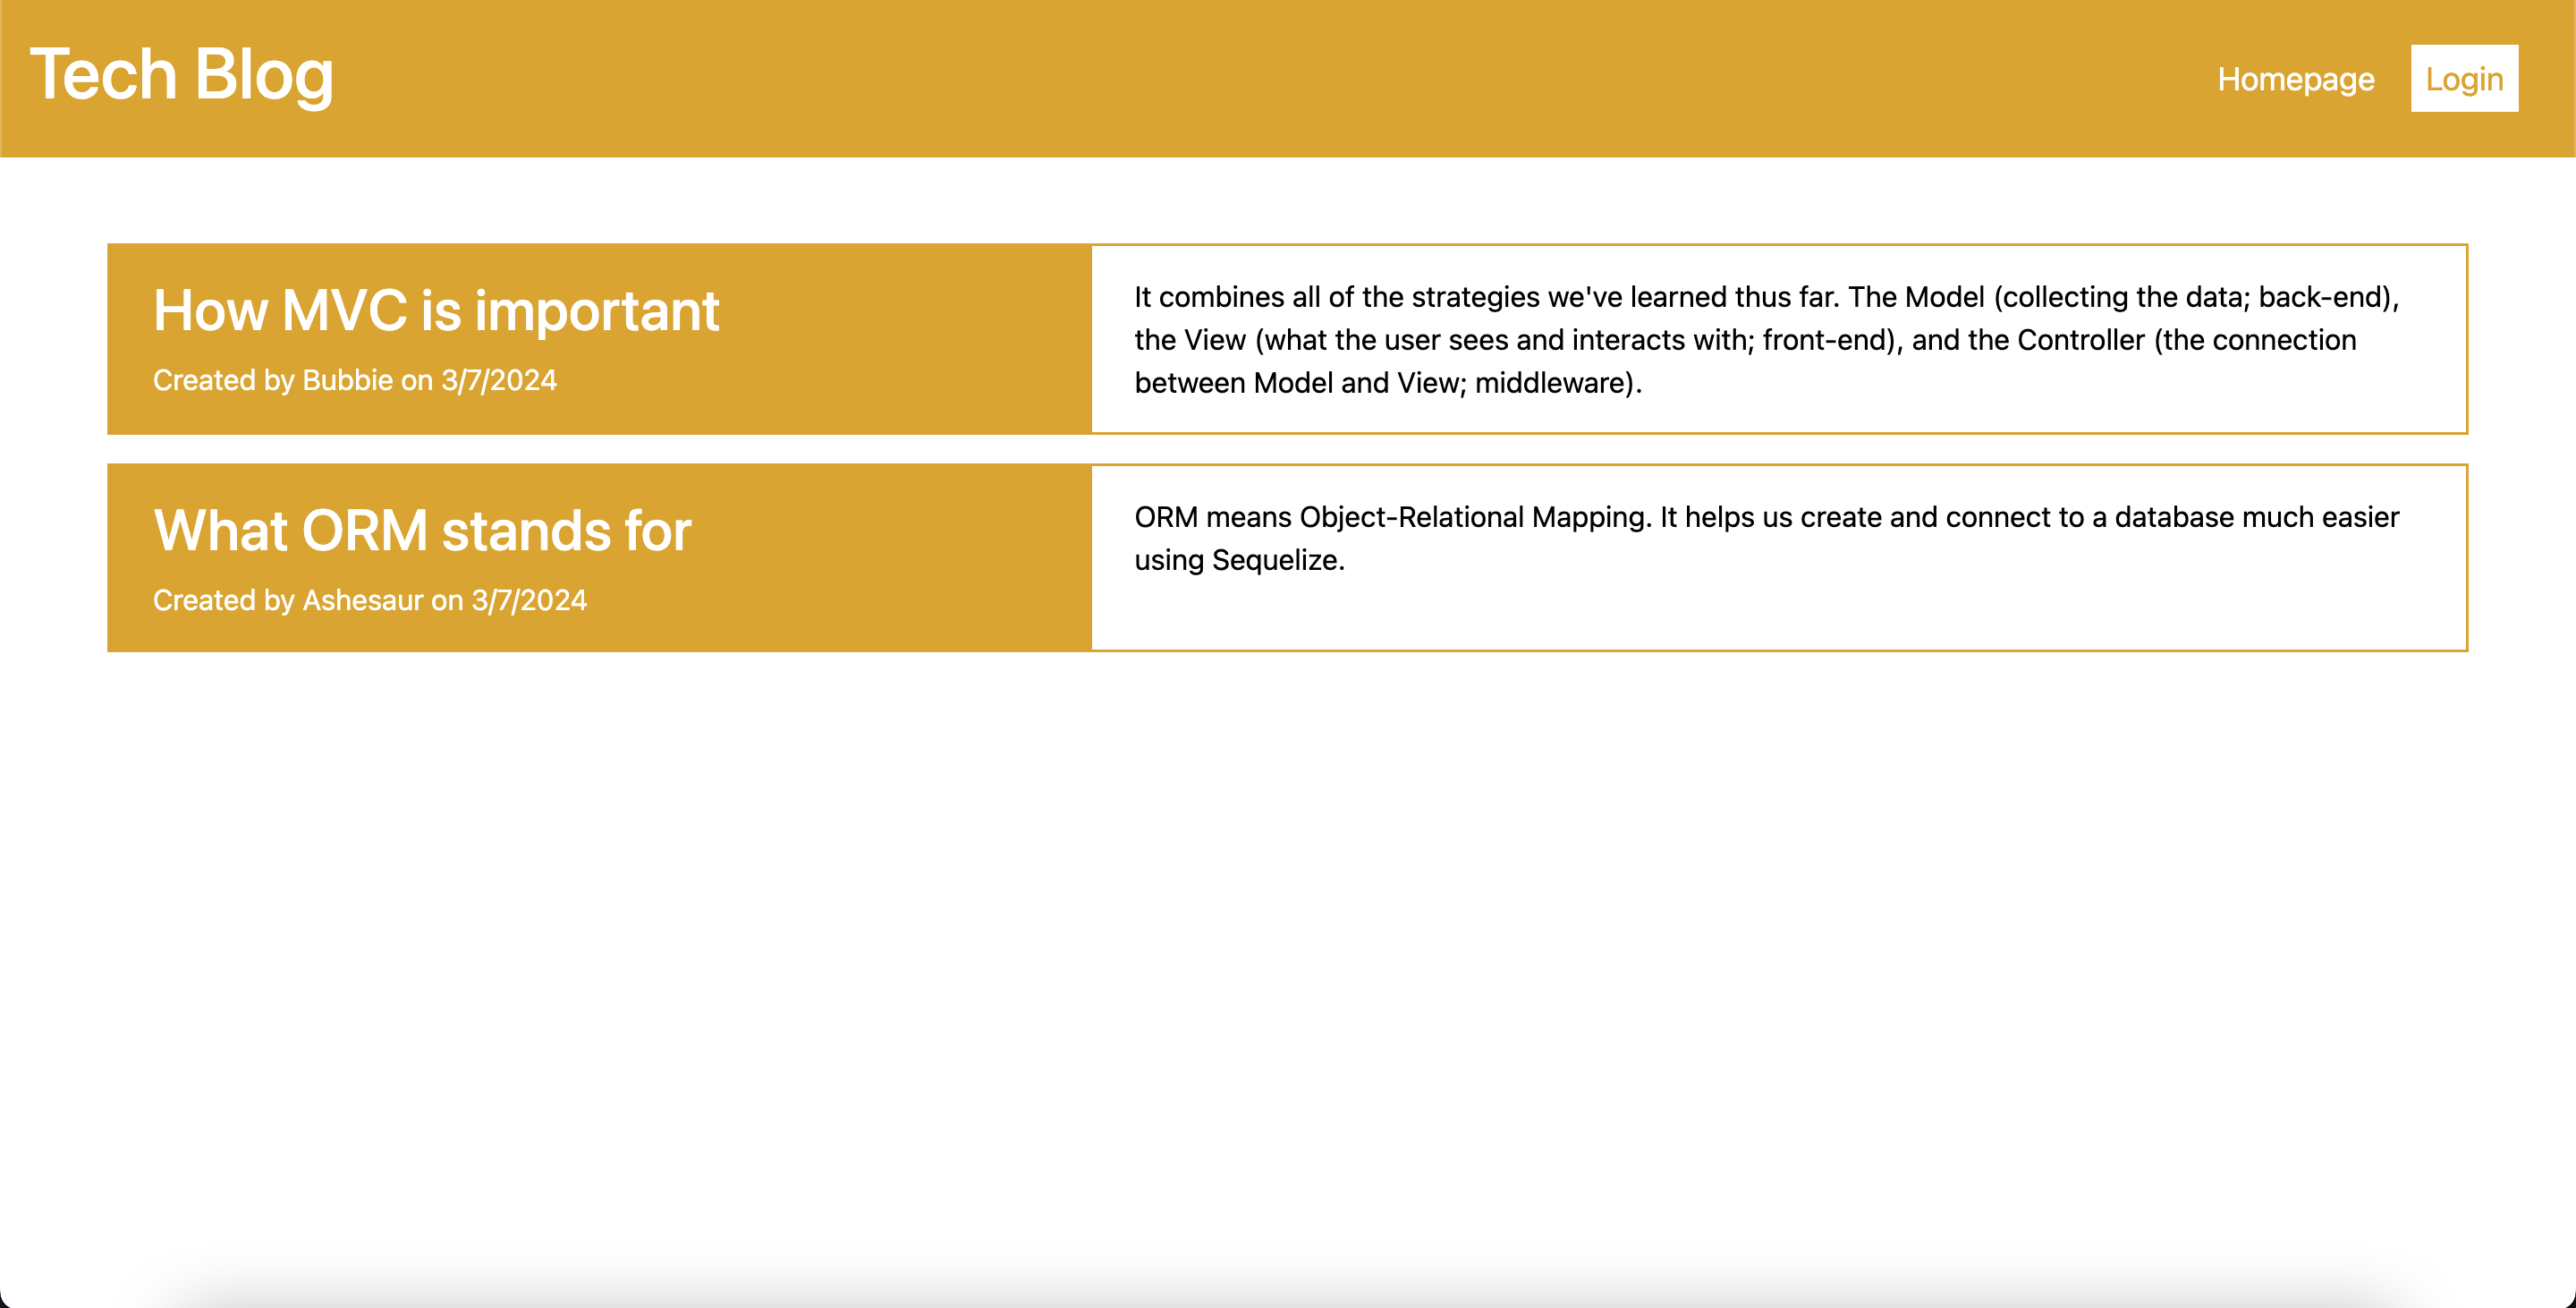 Tech Blog
Homepage
Login
How MVC is important
Created by Bubbie on 3/7/2024
It combines all of the strategies we've learned thus far. The Model (collecting the data; back-end),
the View (what the user sees and interacts with; front-end), and the Controller (the connection
between Model and View; middleware).
What ORM stands for
Created by Ashesaur on 3/7/2024
ORM means Object-Relational Mapping. It helps us create and connect to a database much easier
using Sequelize.